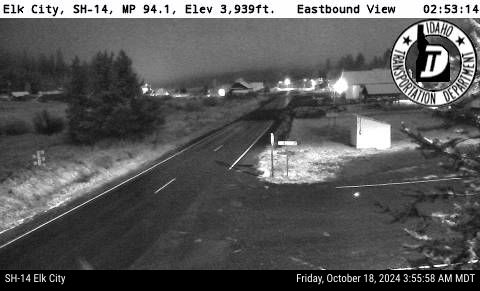 Elk City, SH-14, MP 94.1, Elev 3,939ft. Eastbound View 02:53:14
IDAHO
TRANSPORTATION DEPARTMENT
SH-14 Elk City Friday, October 18, 2024 3:55:58 AM MDT